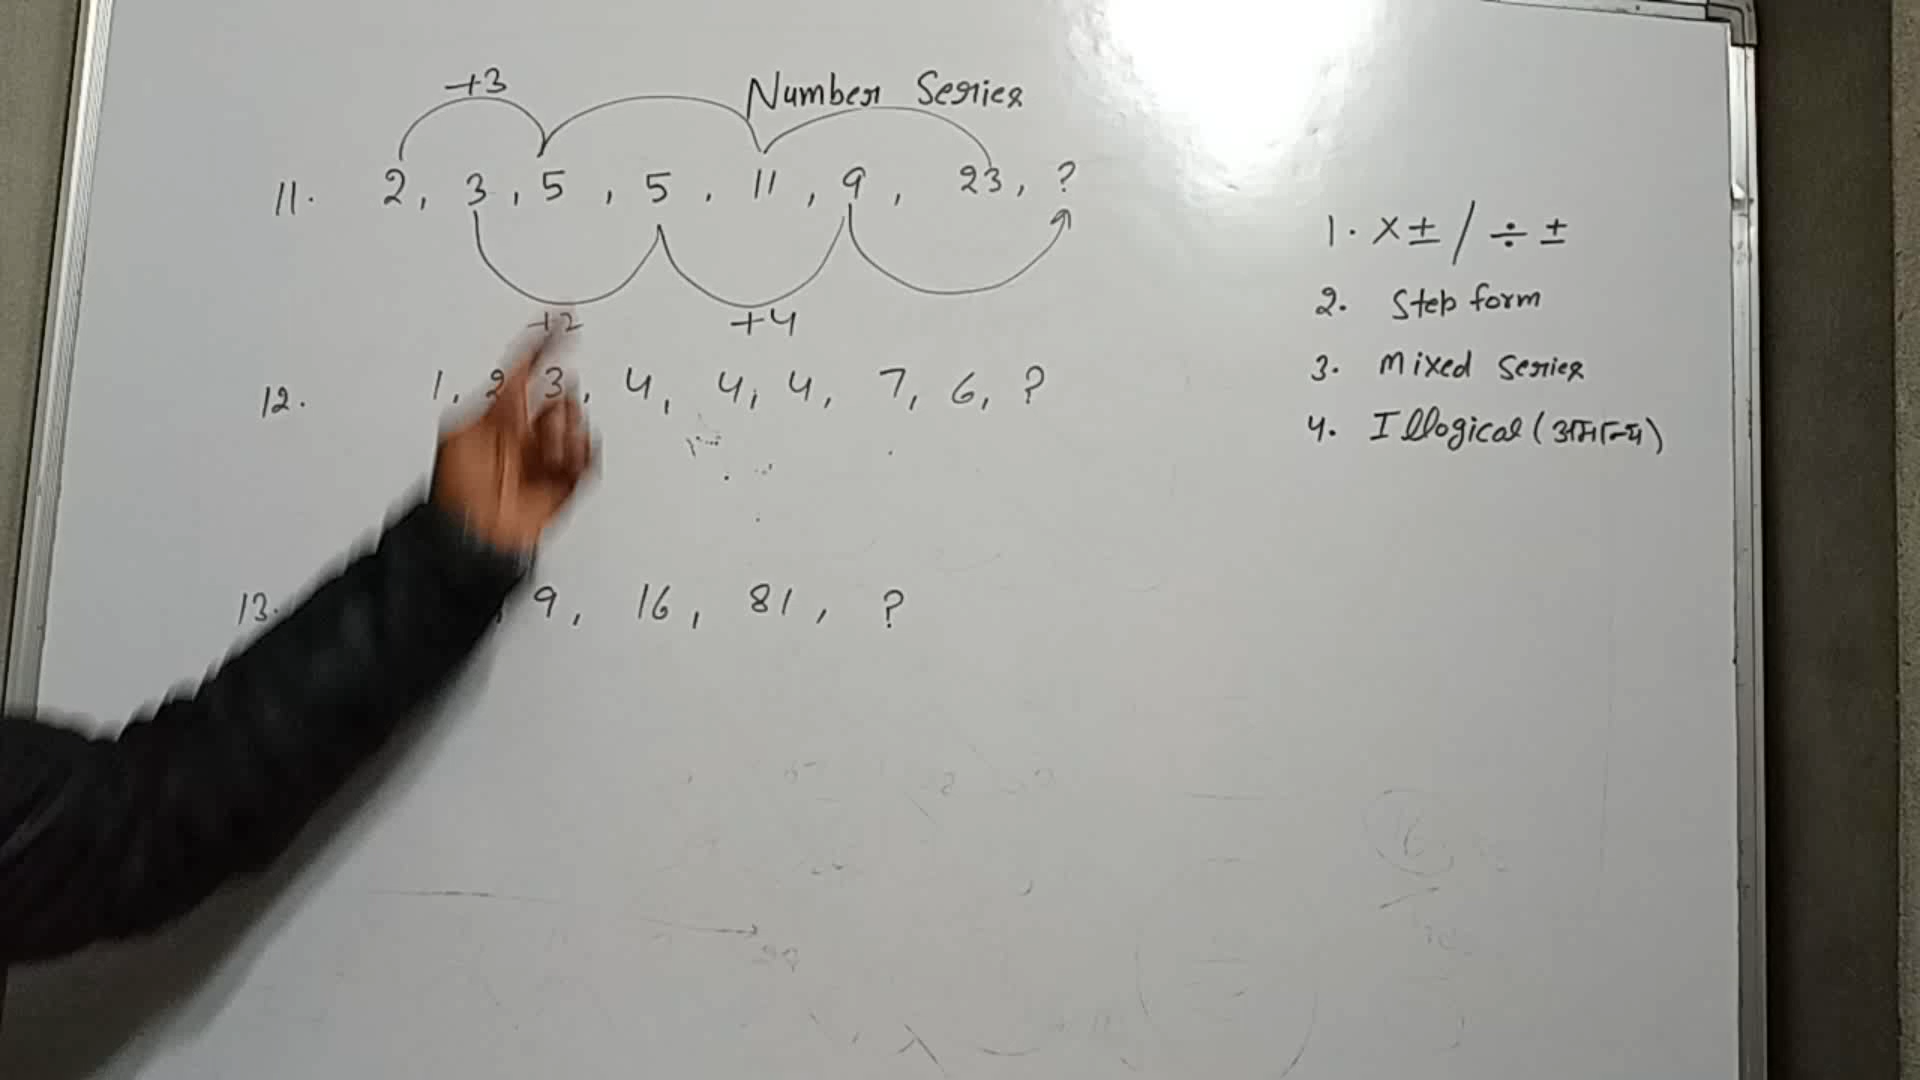 +3
Number Series
11. 2, 3, 5, 5, 11, 9, 23, ?
+2 +4
1. ×± / ÷ ±
2. Step form
3. Mixed Series
4. Illogical (असामान्य)
12. 1, 2, 3, 4, 4, 4, 7, 6, ?
13. , 9, 16, 81, ?